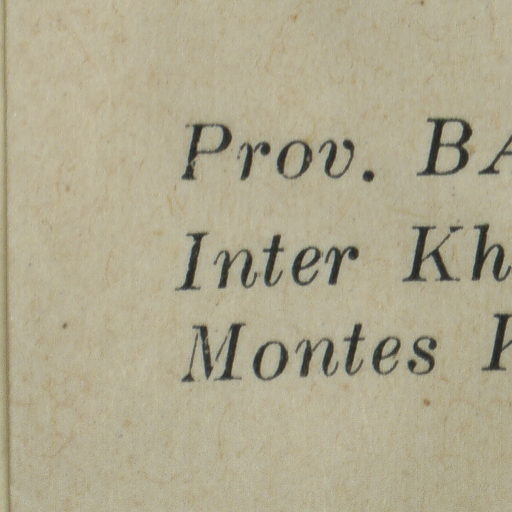 Prov. BA
Inter Kh
Montes